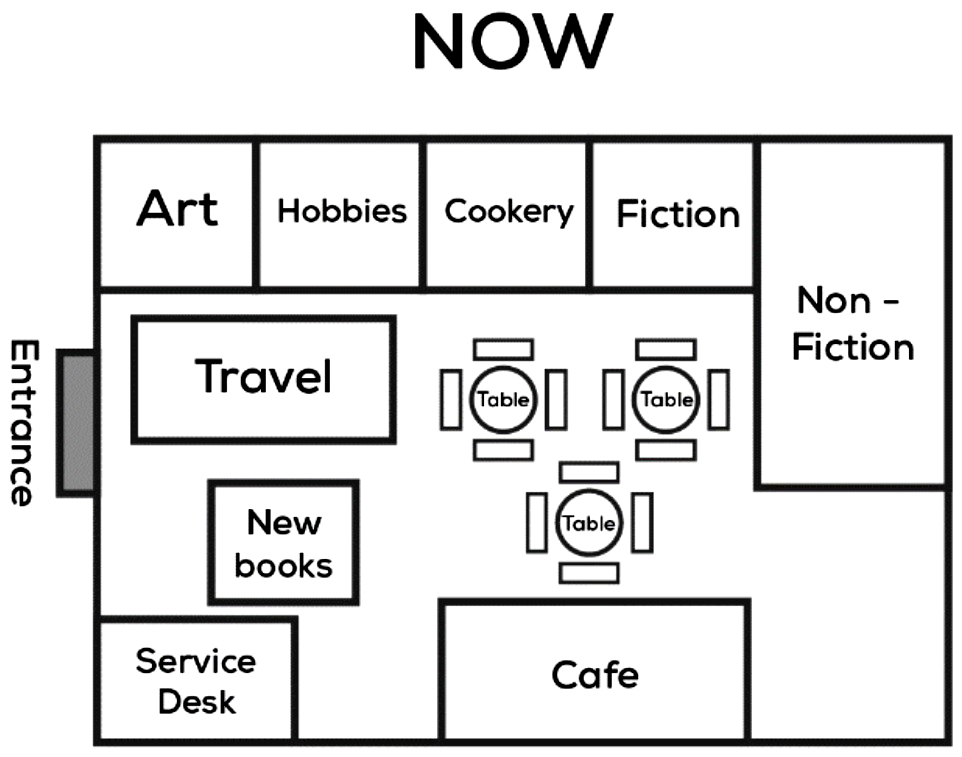 NOW
Art
Hobbies
Cookery
Fiction
Non -
Fiction
Entrance
Travel
Table
Table
Table
New
books
Service
Desk
Cafe